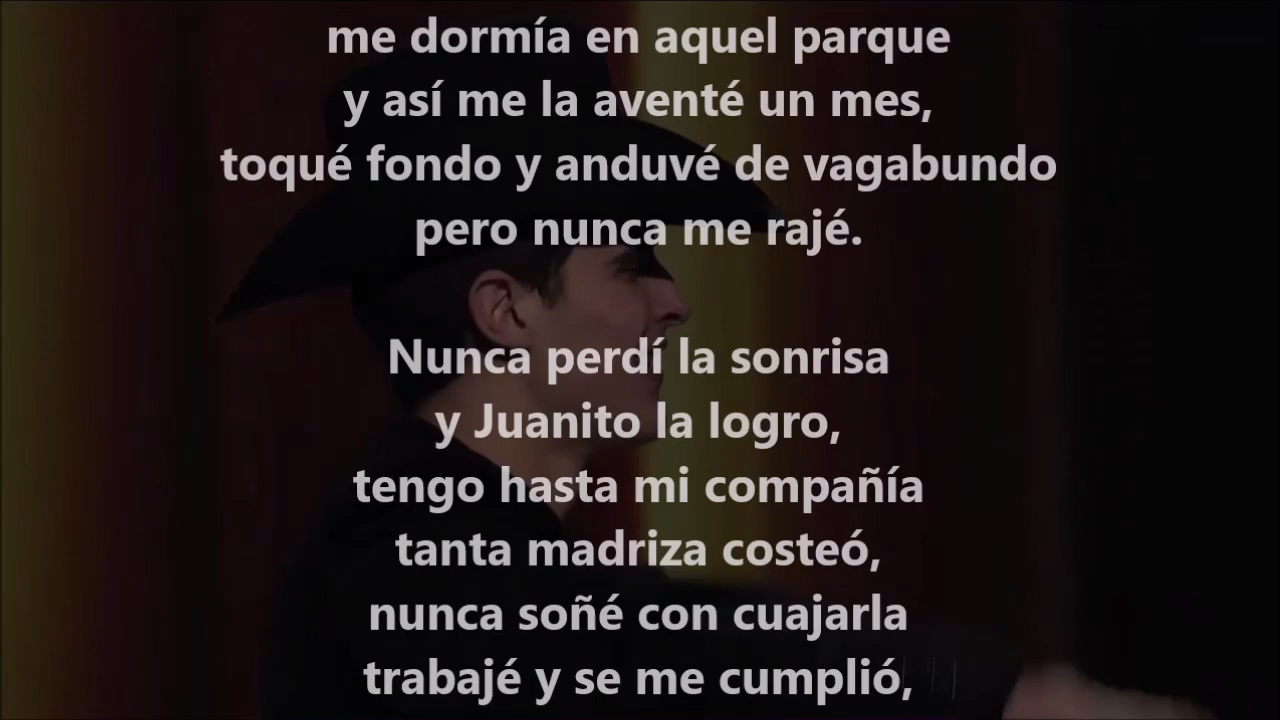 me dormía en aquel parque
y así me la aventé un mes,
toqué fondo y anduvé de vagabundo
pero nunca me rajé.
Nunca perdí la sonrisa
y Juanito la logro,
tengo hasta mi compañía
tanta madriza costeó,
nunca soñé con cuajarla
trabajé y se me cumplió,